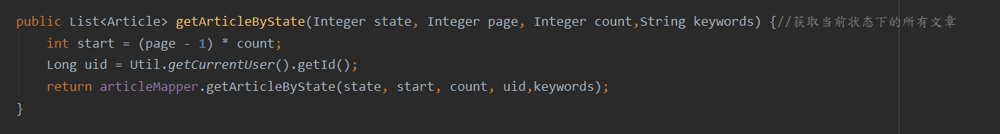 public List<Article> getArticleByState(Integer state, Integer page, Integer count,String keywords) {//获取当前状态下的所有文章
    int start = (page - 1) * count;
    Long uid = Util.getCurrentUser().getId();
    return articleMapper.getArticleByState(state, start, count, uid,keywords);
}